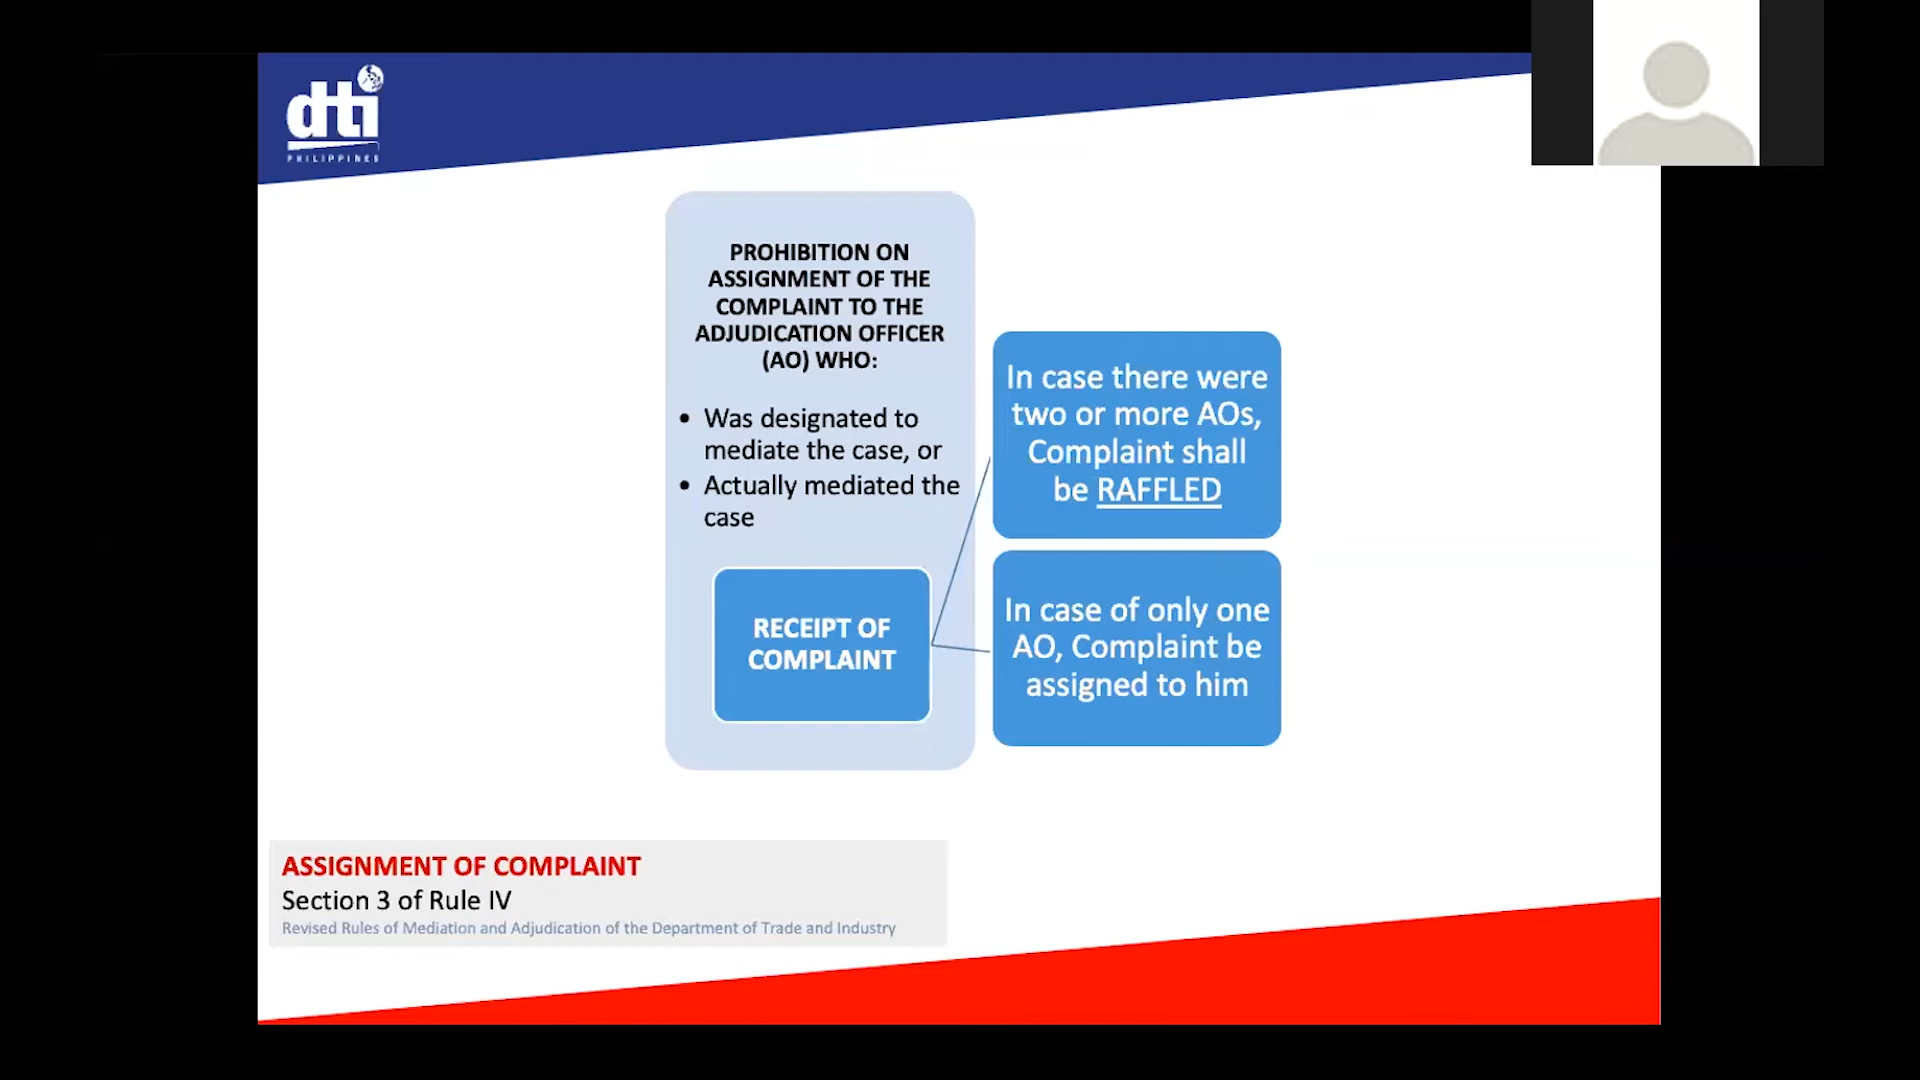 dti
PHILIPPINES
PROHIBITION ON
ASSIGNMENT OF THE
COMPLAINT TO THE
ADJUDICATION OFFICER
(AO) WHO:
• Was designated to
mediate the case, or
• Actually mediated the
case
RECEIPT OF
COMPLAINT
In case there were
two or more AOs,
Complaint shall
be RAFFLED
In case of only one
AO, Complaint be
assigned to him
ASSIGNMENT OF COMPLAINT
Section 3 of Rule IV
Revised Rules of Mediation and Adjudication of the Department of Trade and Industry